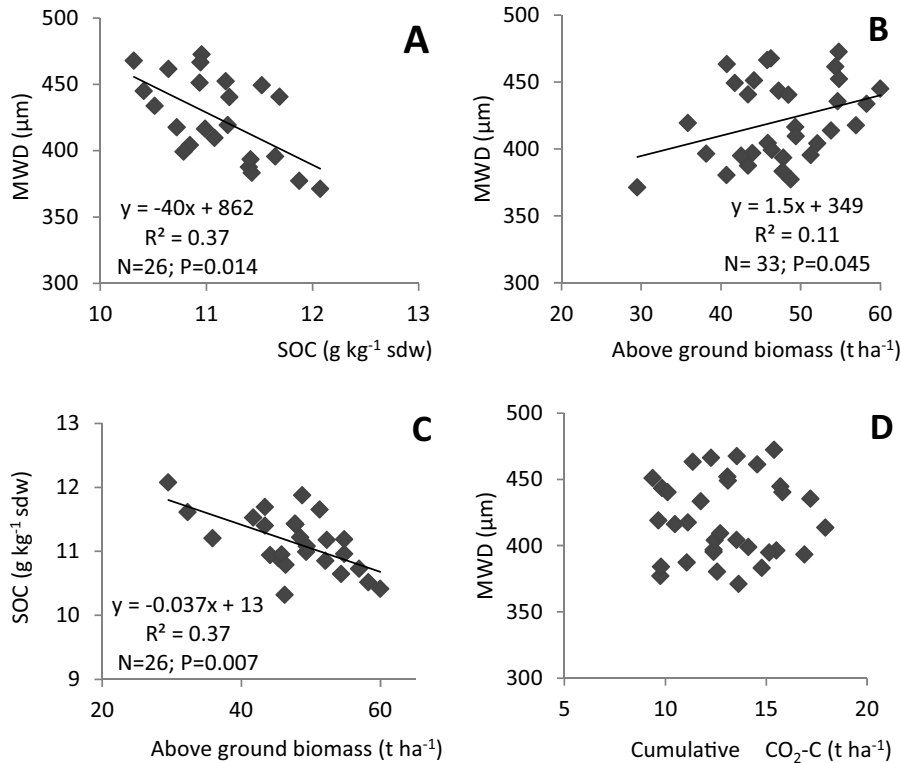 A
MWD (µm)
500
450
400
350
300
y = -40x + 862
R² = 0.37
N=26; P=0.014
10 11 12 13
SOC (g kg⁻¹ sdw)
B
MWD (µm)
500
450
400
350
300
y = 1.5x + 349
R² = 0.11
N= 33; P=0.045
20 30 40 50 60
Above ground biomass (t ha⁻¹)
C
SOC (g kg⁻¹ sdw)
13
12
11
10
9
y = -0.037x + 13
R² = 0.37
N=26; P=0.007
20 40 60
Above ground biomass (t ha⁻¹)
D
MWD (µm)
500
450
400
350
300
5 10 15 20
Cumulative CO₂-C (t ha⁻¹)